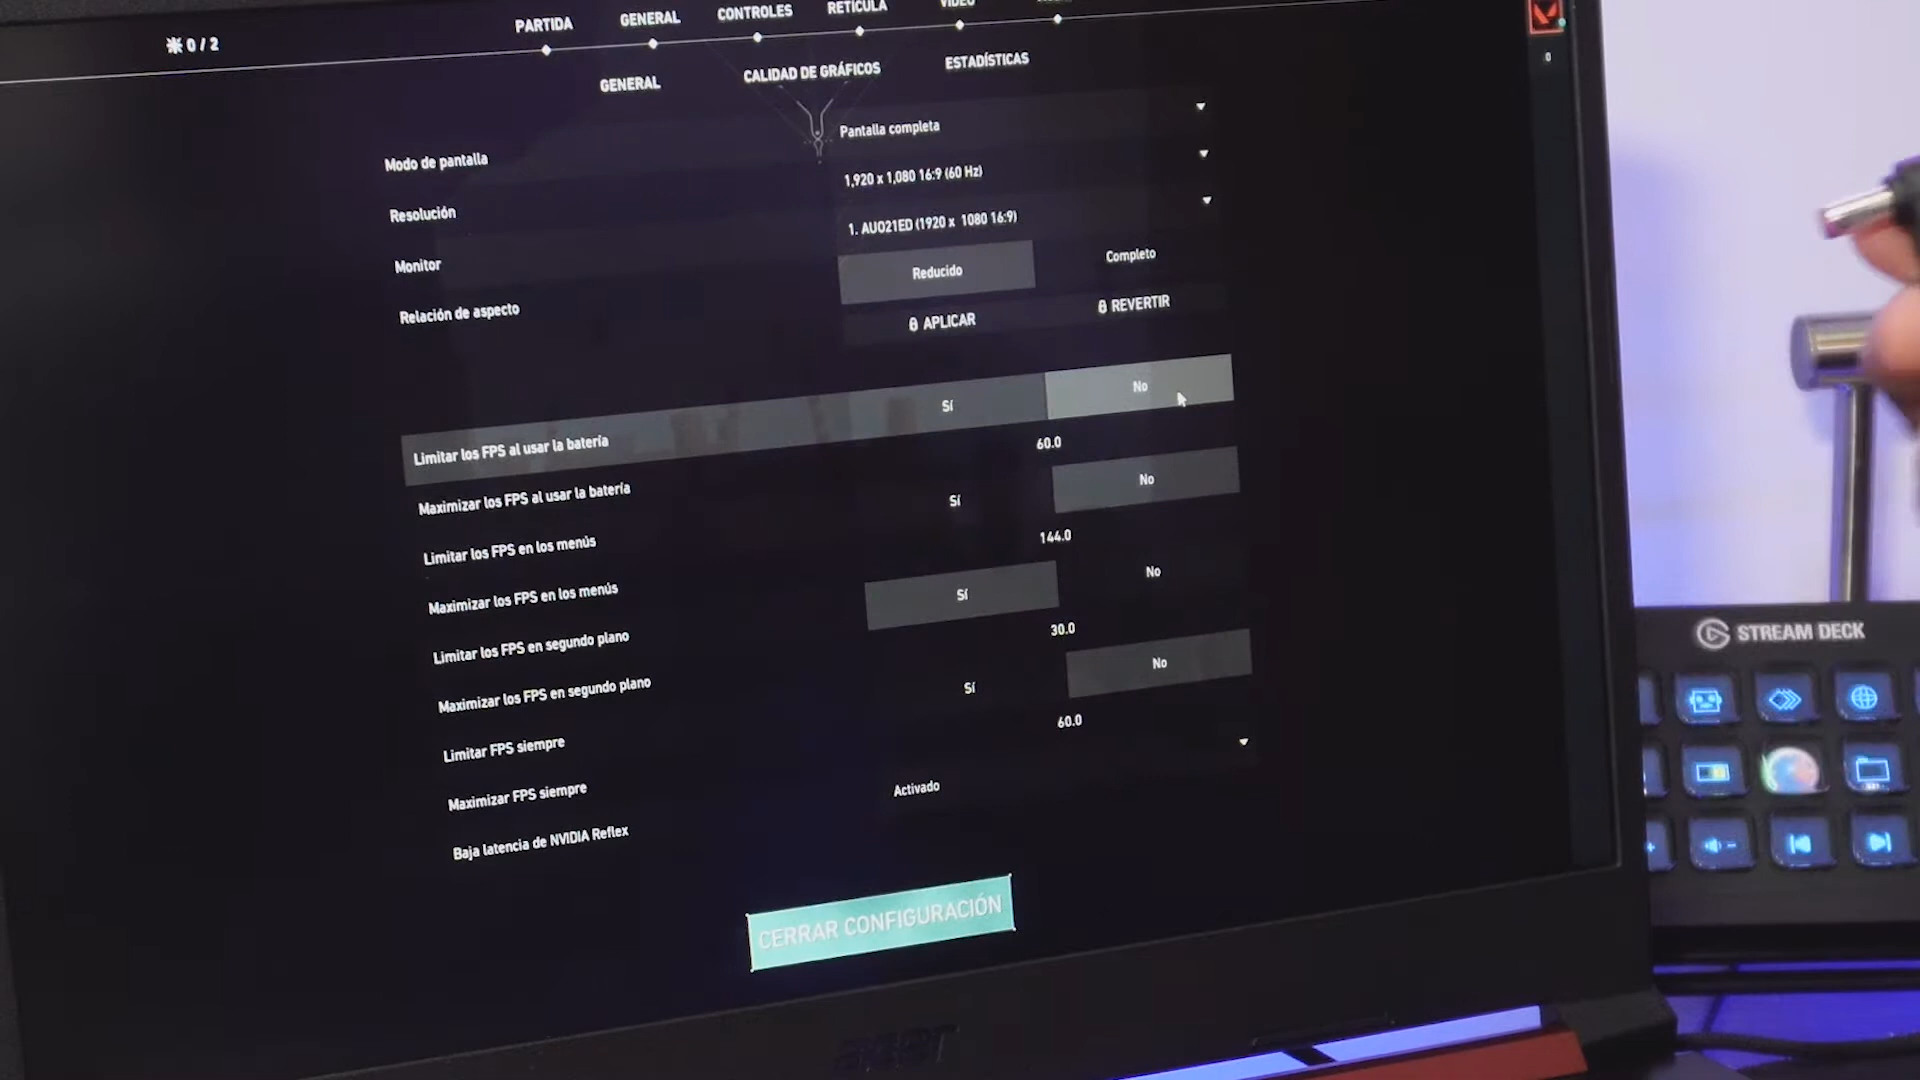 0 / 2
PARTIDA
GENERAL
CONTROLES
RETÍCULA
GENERAL
CALIDAD DE GRÁFICOS
ESTADÍSTICAS
Modo de pantalla
Pantalla completa
Resolución
1,920 x 1,080 16:9 (60 Hz)
Monitor
1. AUO21ED (1920 x 1080 16:9)
Relación de aspecto
Reducido
Completo
APLICAR
REVERTIR
0
Limitar los FPS al usar la batería
Sí
No
Maximizar los FPS al usar la batería
60.0
Limitar los FPS en los menús
Sí
No
Maximizar los FPS en los menús
144.0
Limitar los FPS en segundo plano
Sí
No
Maximizar los FPS en segundo plano
30.0
Limitar FPS siempre
Sí
No
Maximizar FPS siempre
60.0
Baja latencia de NVIDIA Reflex
Activado
CERRAR CONFIGURACIÓN
STREAM DECK